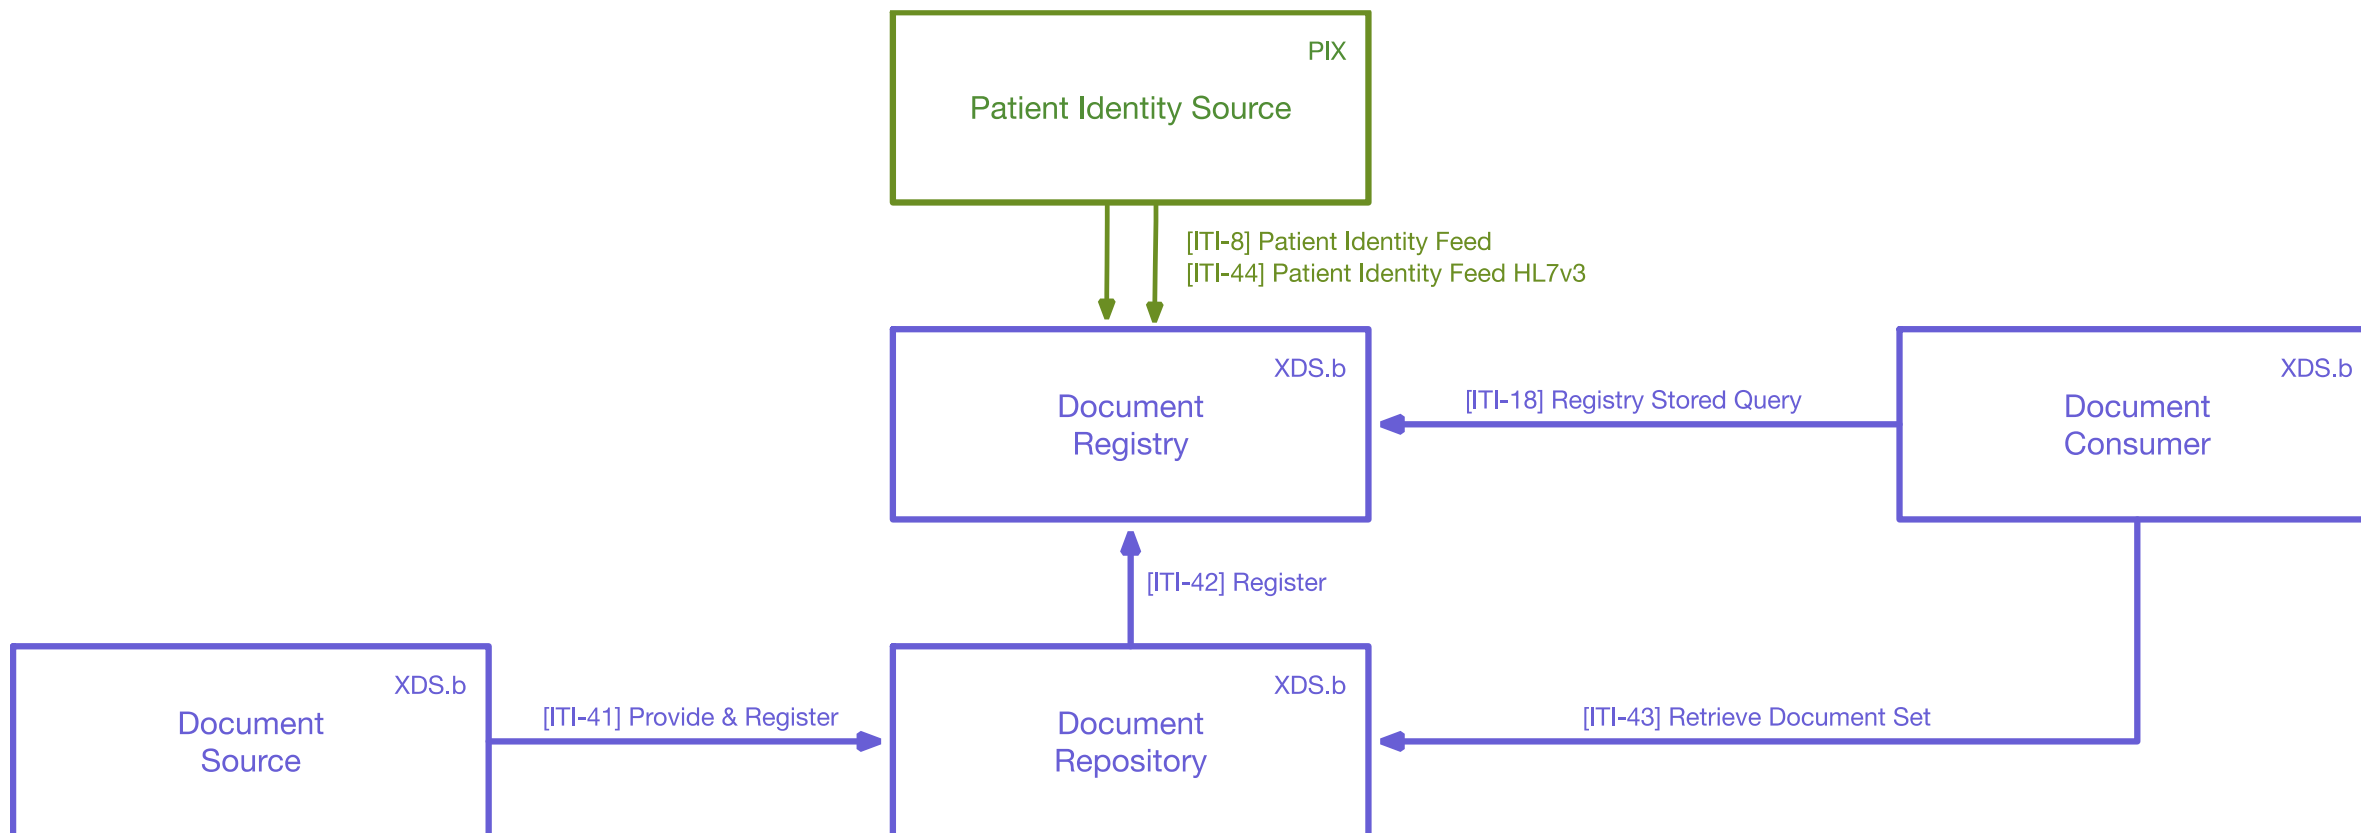 PIX
Patient Identity Source
[ITI-8] Patient Identity Feed
[ITI-44] Patient Identity Feed HL7v3
XDS.b
Document
Registry
[ITI-18] Registry Stored Query
XDS.b
Document
Consumer
[ITI-42] Register
XDS.b
Document
Source
[ITI-41] Provide & Register
XDS.b
Document
Repository
[ITI-43] Retrieve Document Set